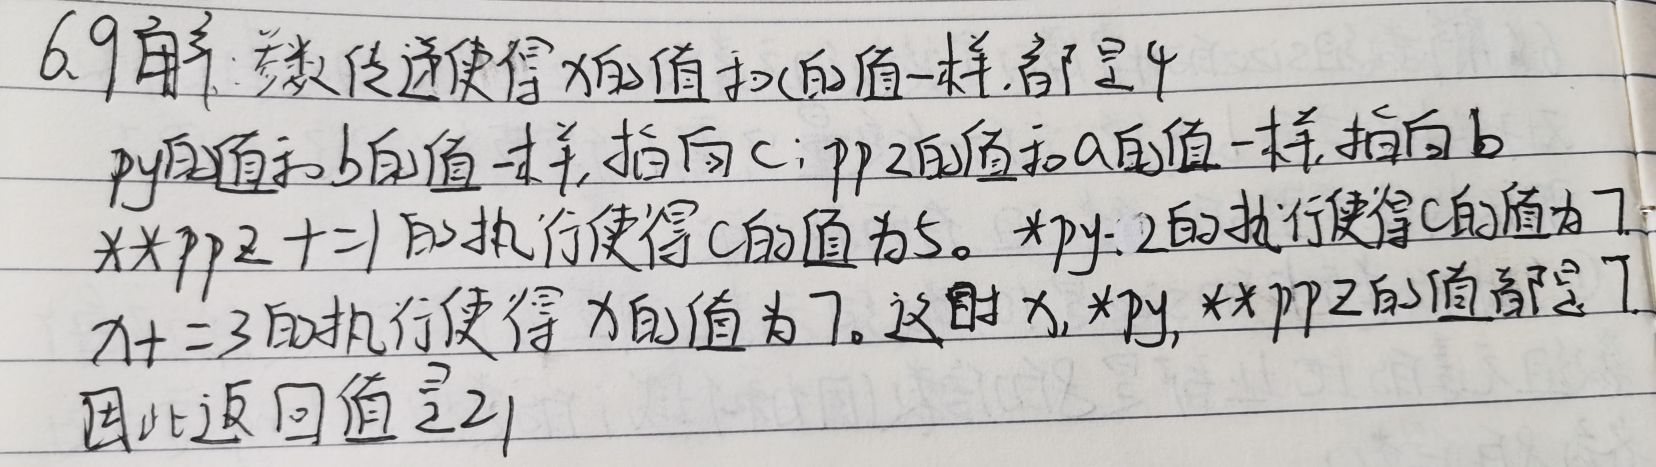 6.9解:参数传递使得x的值和c的值一样.都是4
py的值和b的值一样,指向c;ppz的值和a的值一样,指向b
**ppz+=1的执行使得c的值为5。*py:2的执行使得c的值为7.
x+=3的执行使得x的值为7。这时x,*py,**ppz的值都是7.
因此返回值是21